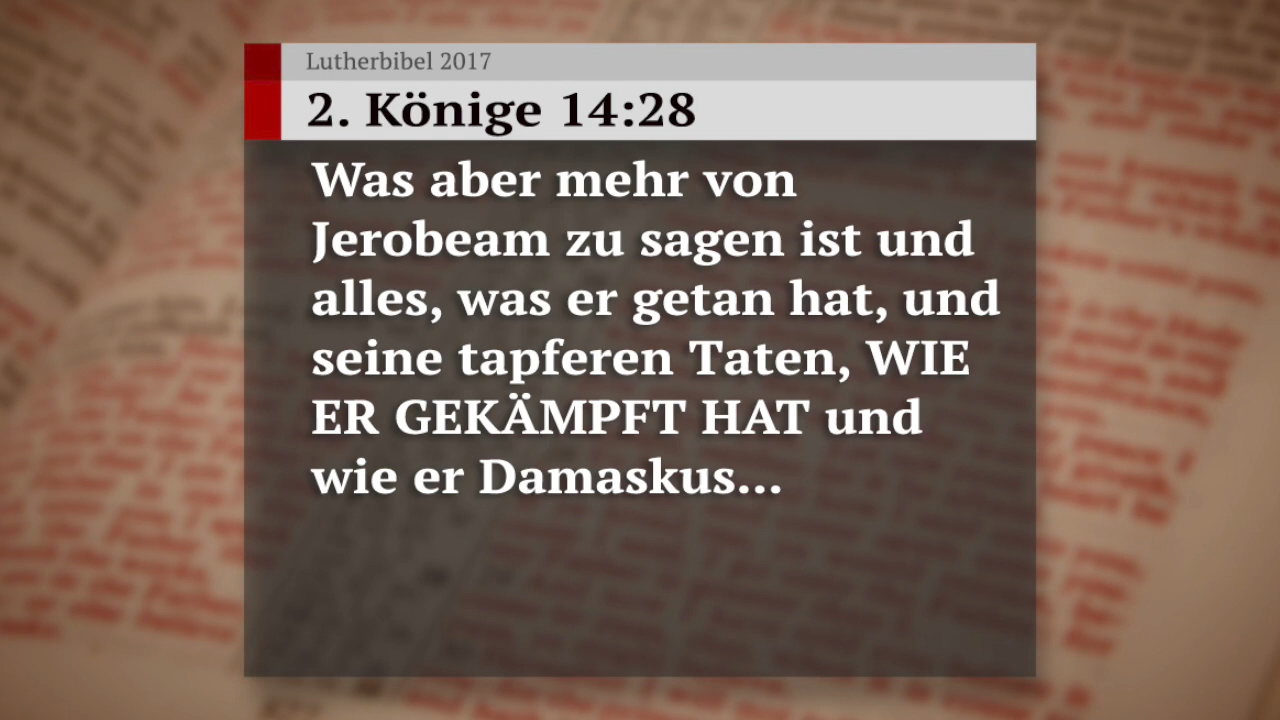 Lutherbibel 2017
2. Könige 14:28
Was aber mehr von
Jerobeam zu sagen ist und
alles, was er getan hat, und
seine tapferen Taten, WIE
ER GEKÄMPFT HAT und
wie er Damaskus...